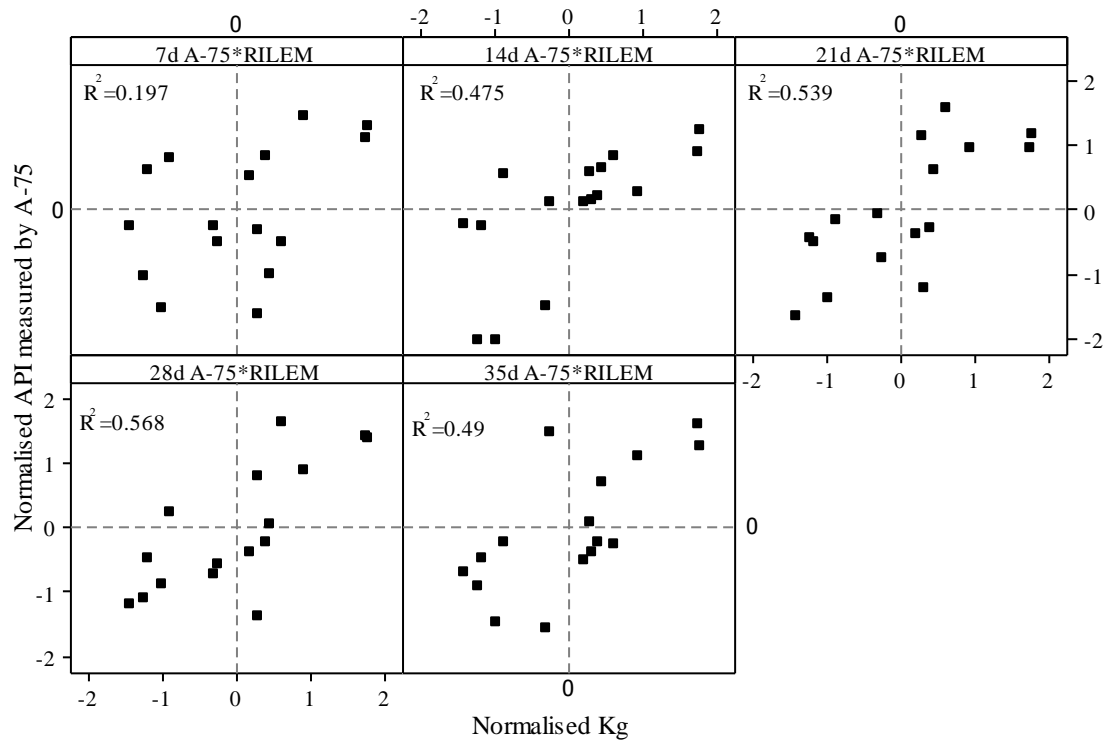 0 -2 -1 0 1 2 0
7d A-75*RILEM 14d A-75*RILEM 21d A-75*RILEM
R²=0.197 R²=0.475 R²=0.539
2
1
0
-1
-2
0
Normalised API measured by A-75
-2 -1 0 1 2
28d A-75*RILEM 35d A-75*RILEM
R²=0.568 R²=0.49
2
1
0
-1
-2
0
-2 -1 0 1 2 0
Normalised Kg